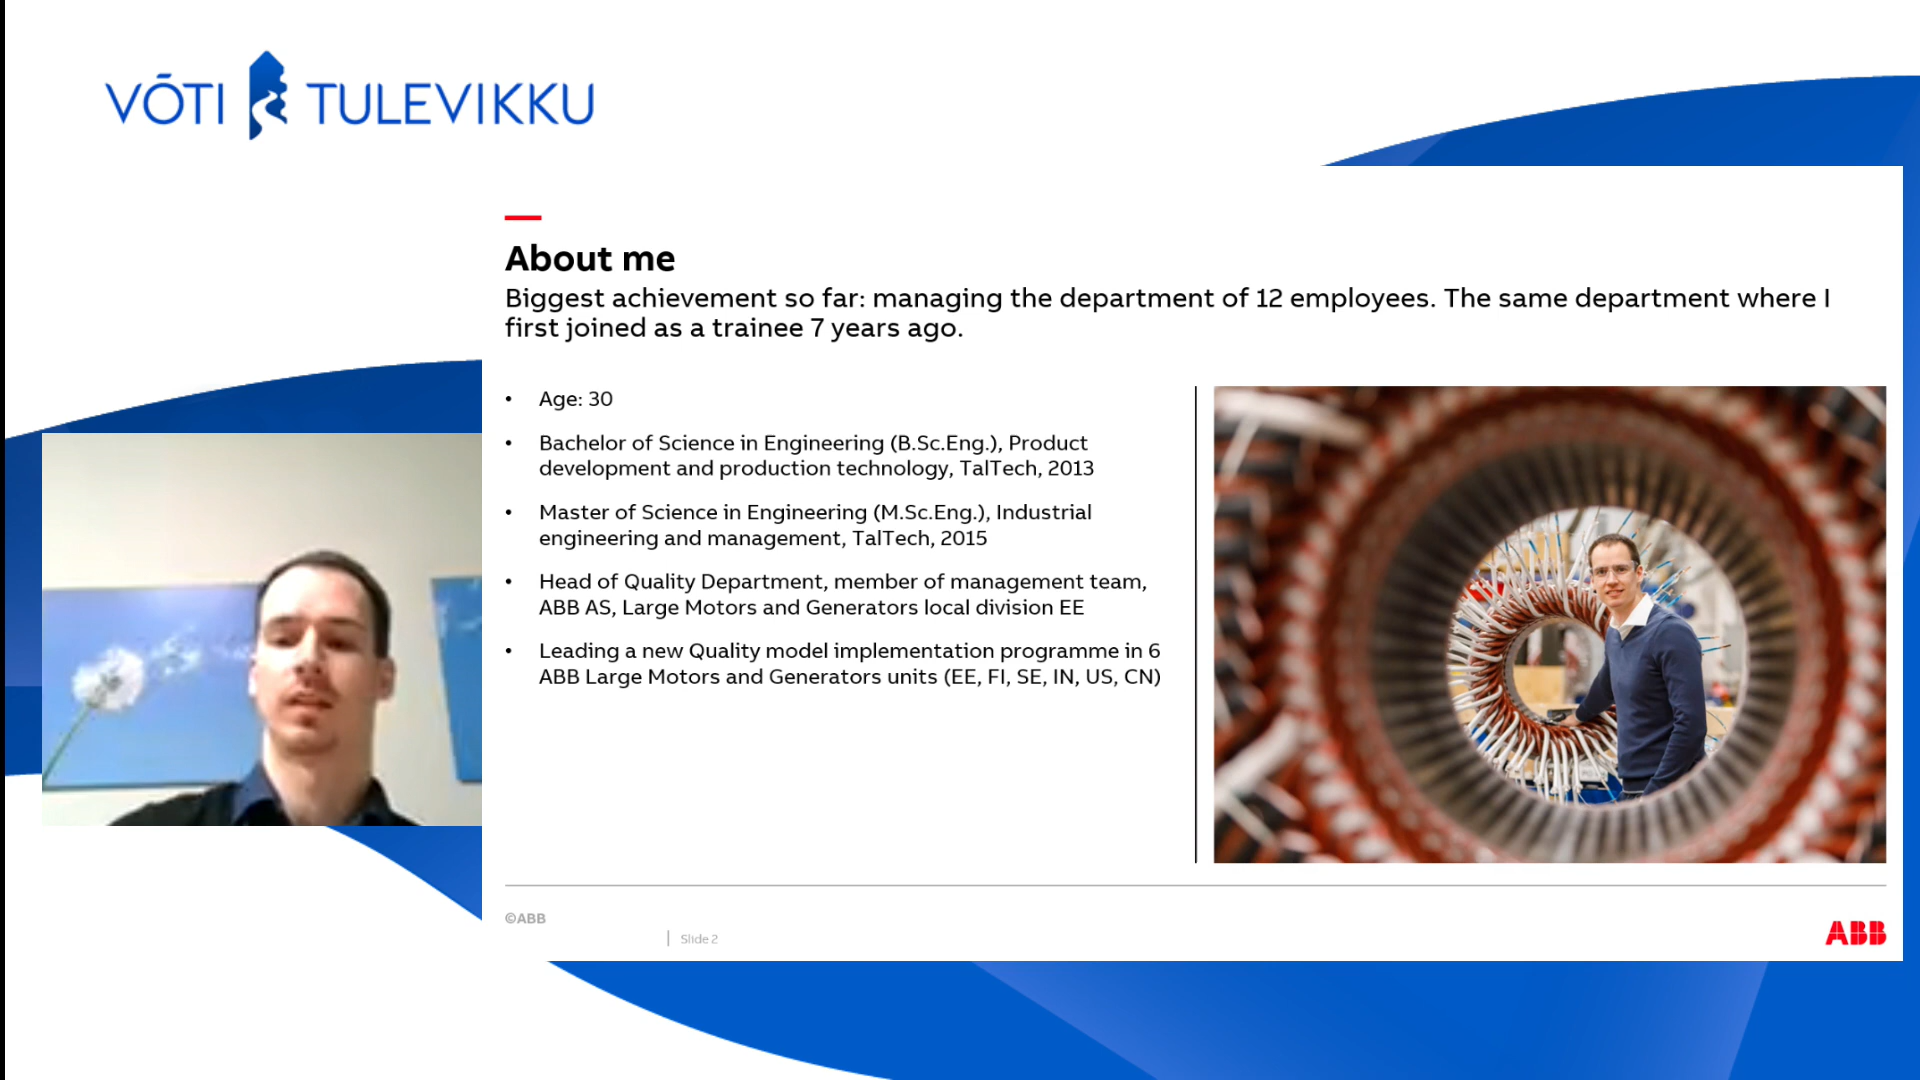 VÕTI TULEVIKKU
About me
Biggest achievement so far: managing the department of 12 employees. The same department where I
first joined as a trainee 7 years ago.
• Age: 30
• Bachelor of Science in Engineering (B.Sc.Eng.), Product
development and production technology, TalTech, 2013
• Master of Science in Engineering (M.Sc.Eng.), Industrial
engineering and management, TalTech, 2015
• Head of Quality Department, member of management team,
ABB AS, Large Motors and Generators local division EE
• Leading a new Quality model implementation programme in 6
ABB Large Motors and Generators units (EE, FI, SE, IN, US, CN)
©ABB
Slide 2
ABB